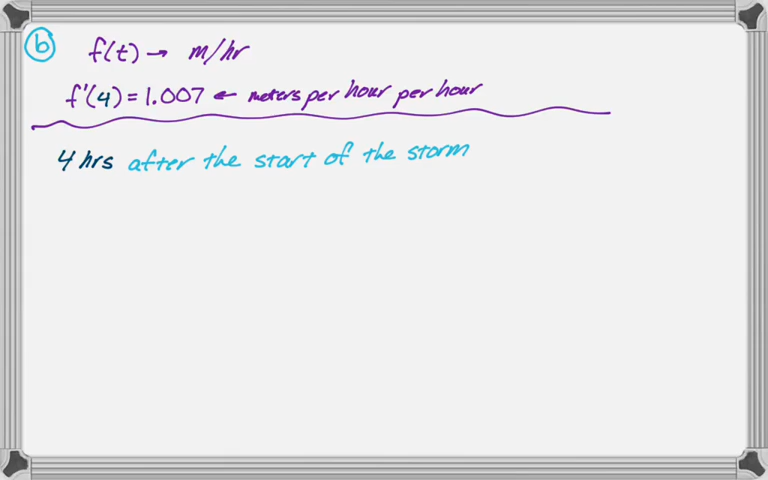 b f(t) → m/hr
f'(4) = 1.007 ← meters per hour per hour
4 hrs after the start of the storm